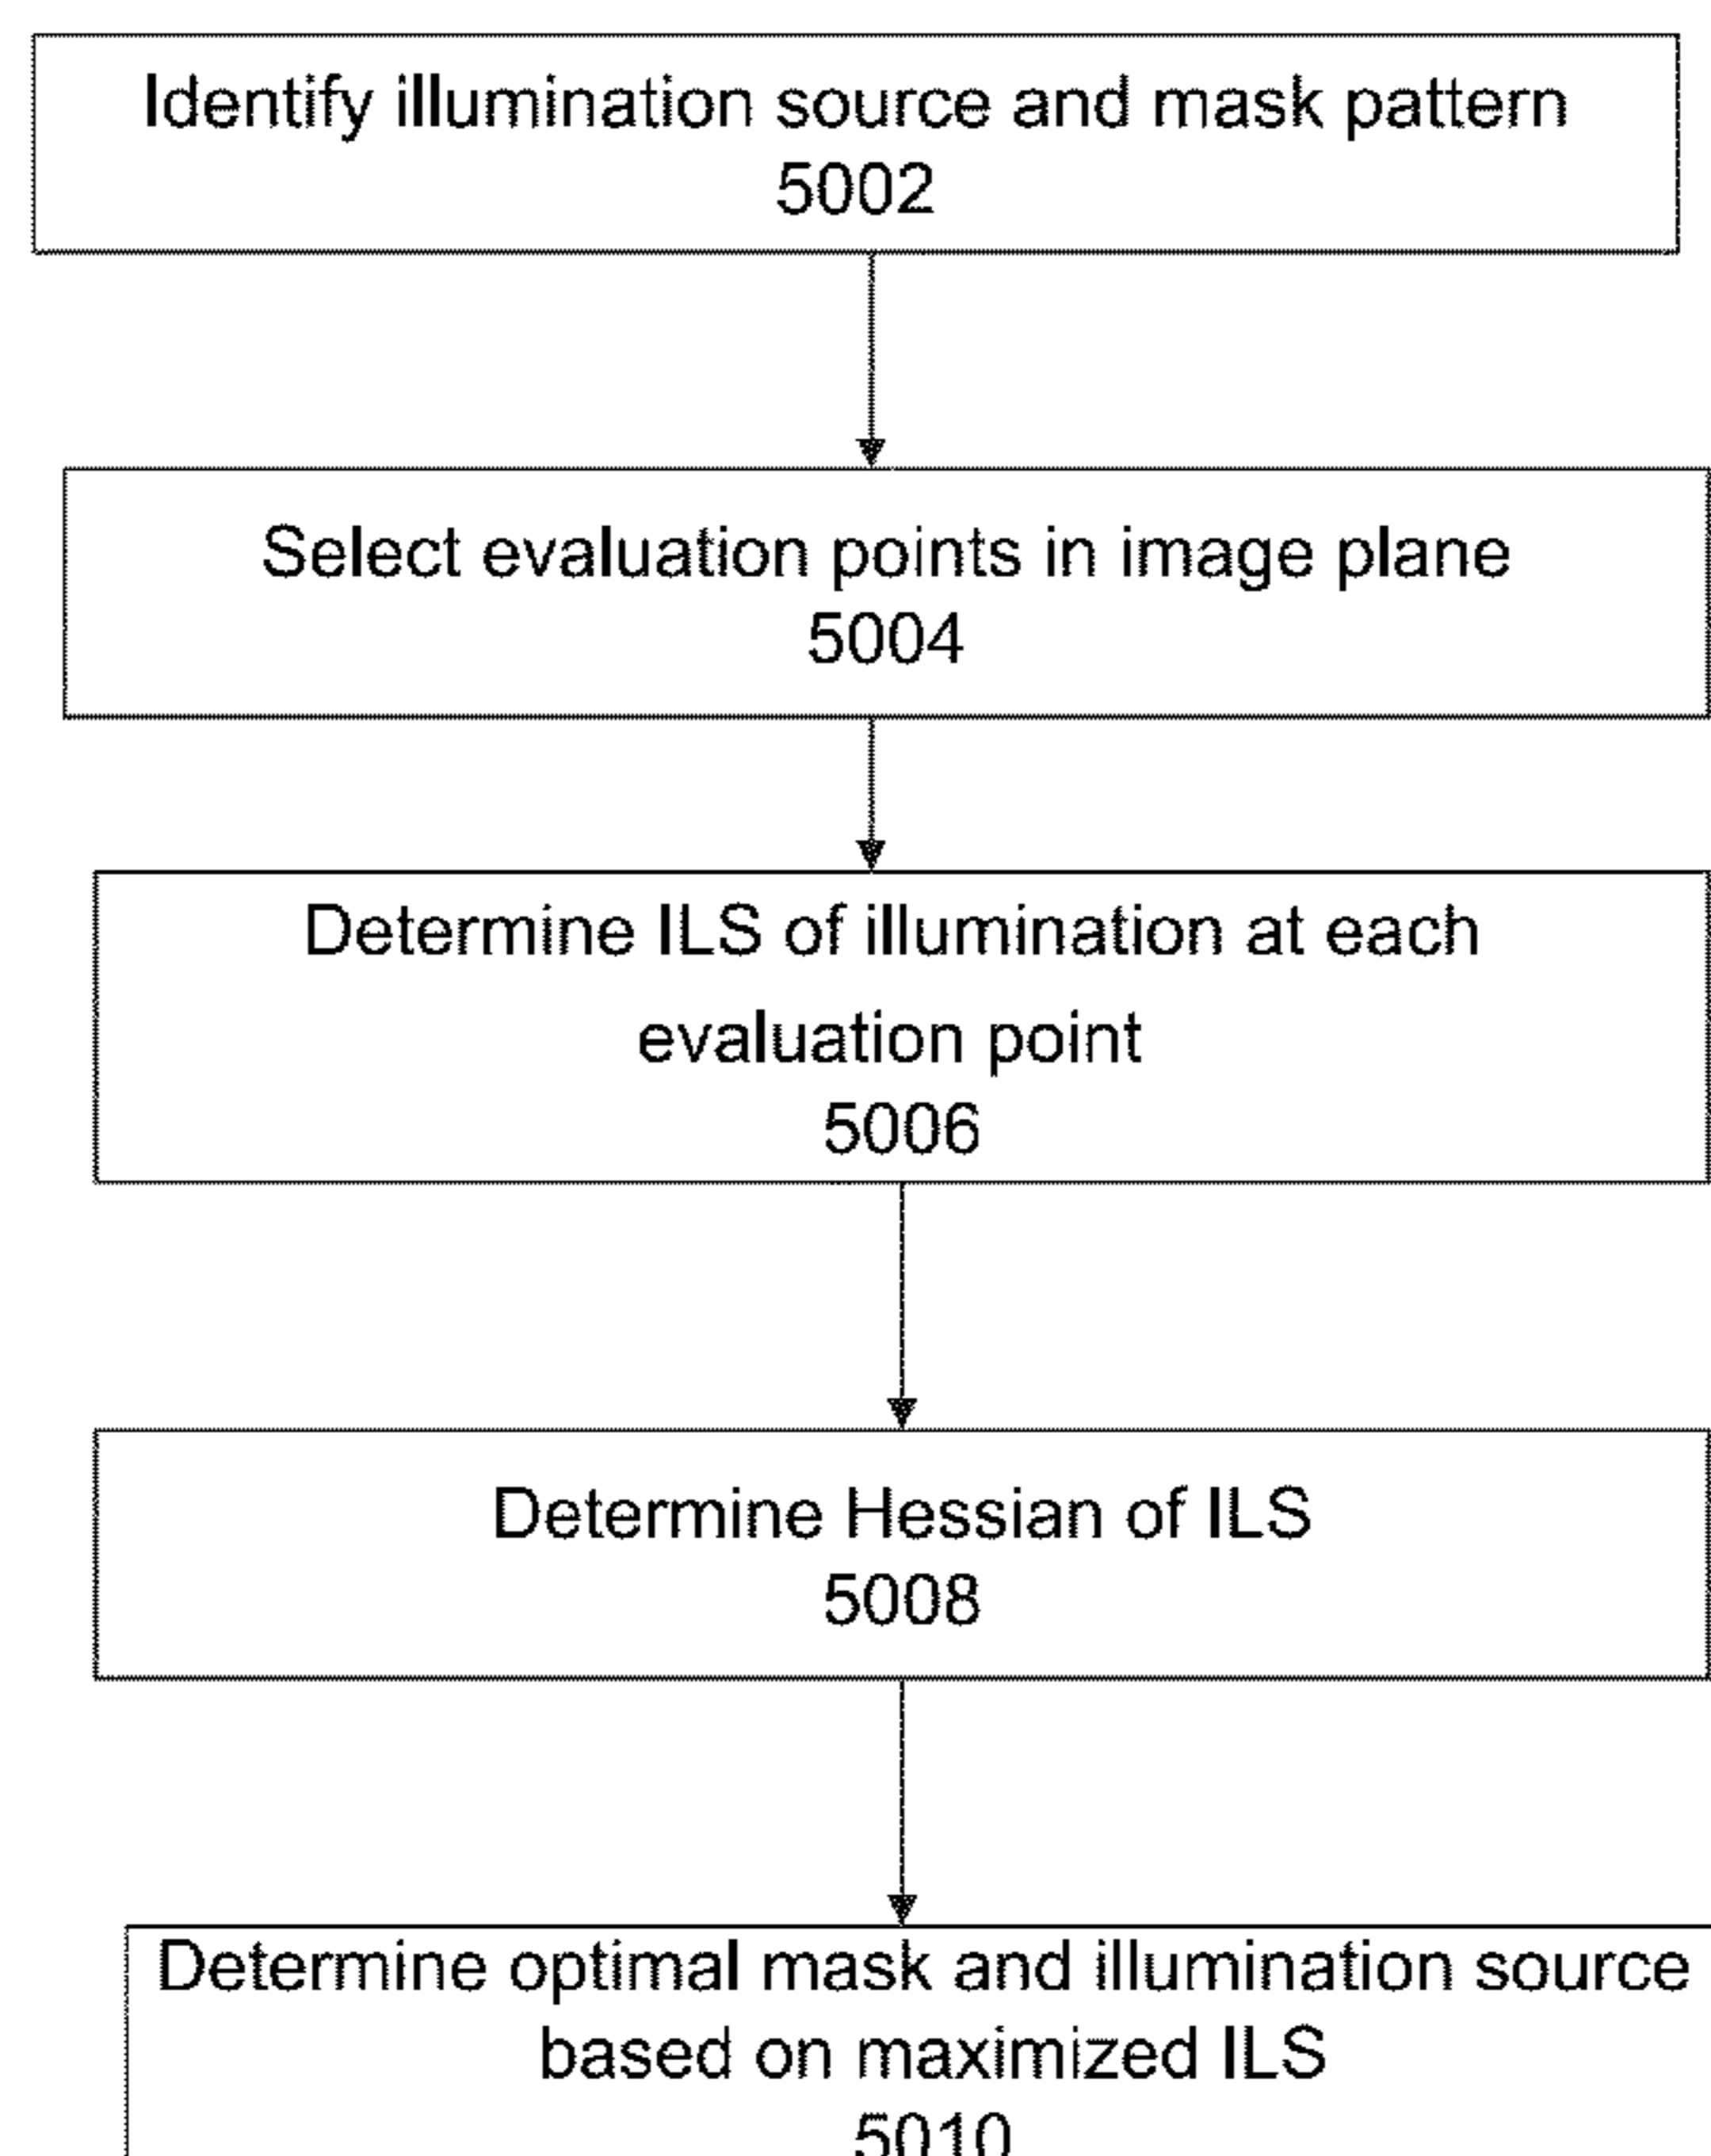 Identify illumination source and mask pattern
5002
Select evaluation points in image plane
5004
Determine ILS of illumination at each
evaluation point
5006
Determine Hessian of ILS
5008
Determine optimal mask and illumination source
based on maximized ILS
5010